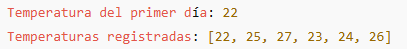 Temperatura del primer día: 22
Temperaturas registradas: [22, 25, 27, 23, 24, 26]